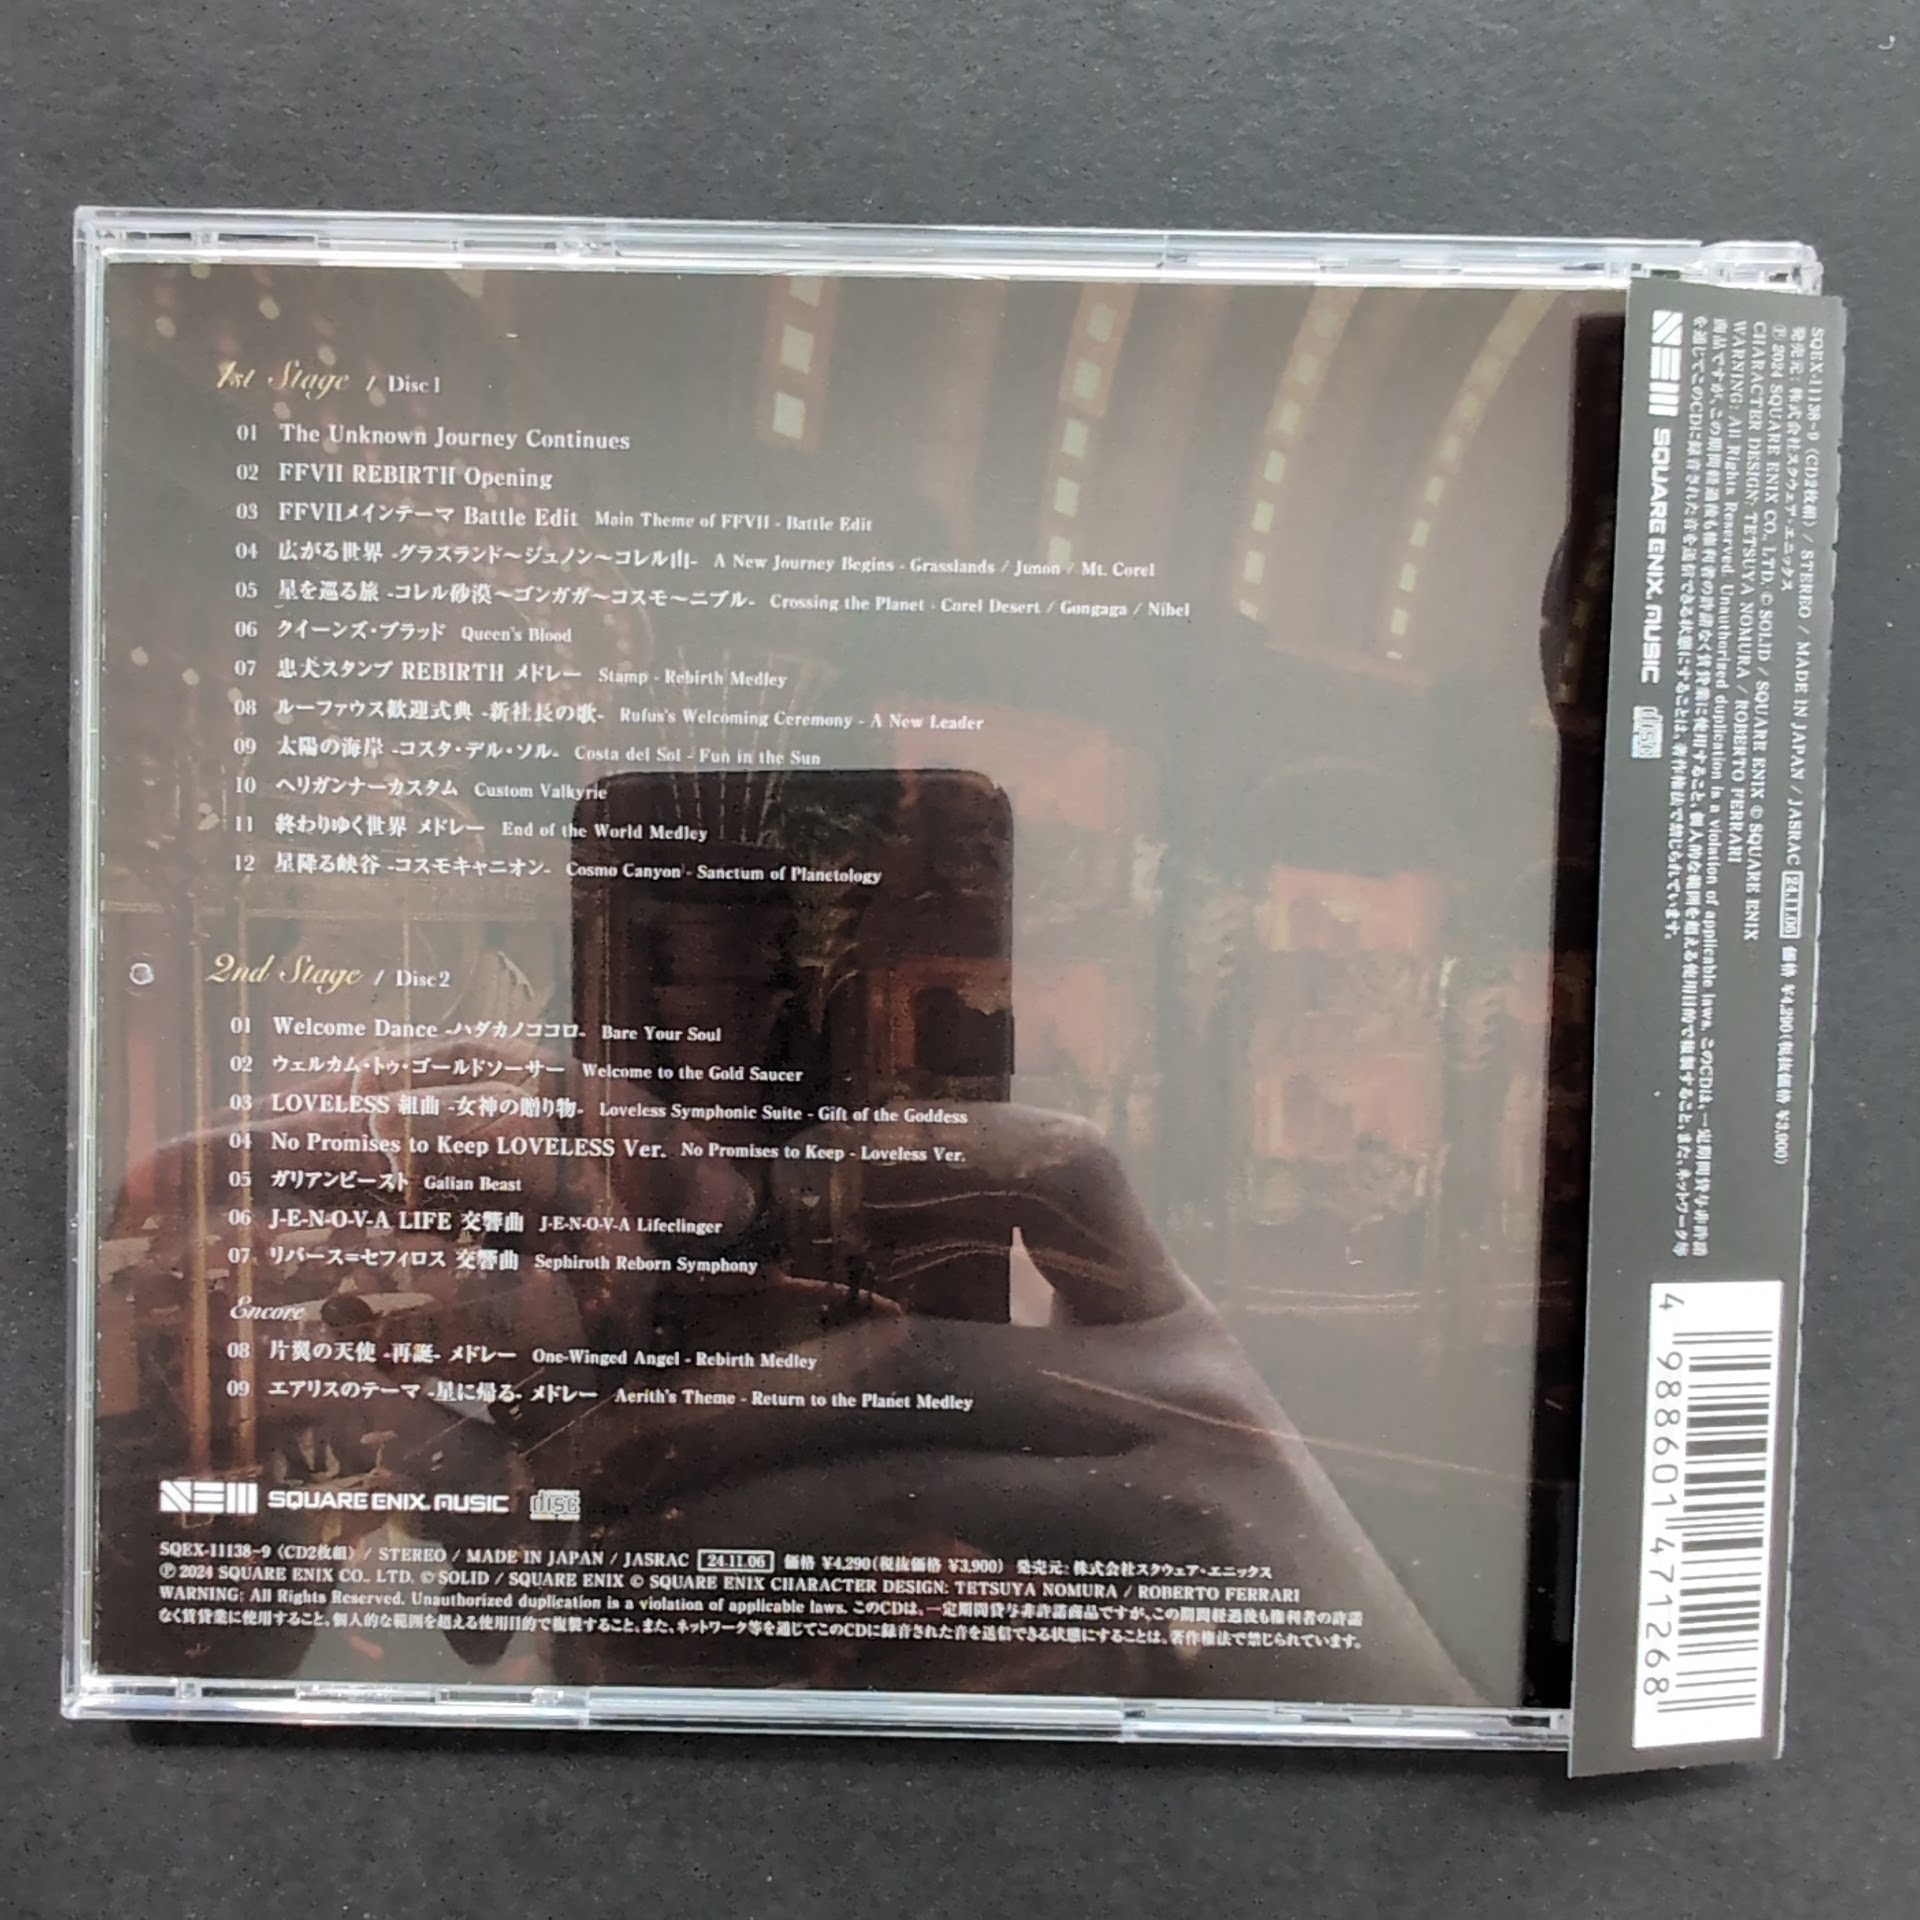 1st Stage / Disc 1
01 The Unknown Journey Continues
02 FFVII REBIRTH Opening
03 FFVIIメインテーマ Battle Edit Main Theme of FFVII - Battle Edit
04 広がる世界 -グラスランド～ジュノン～コレル山- A New Journey Begins - Grasslands / Junon / Mt. Corel
05 星を巡る旅 -コレル砂漠～ゴンガガ～コスモ～ニブル- Crossing the Planet - Corel Desert / Gongaga / Nibel
06 クイーンズ・ブラッド Queen's Blood
07 忠犬スタンプ REBIRTH メドレー Stamp - Rebirth Medley
08 ルーファウス歓迎式典 -新社長の歌- Rufus's Welcoming Ceremony - A New Leader
09 太陽の海岸 -コスタ・デル・ソル- Costa del Sol - Fun in the Sun
10 ヘリガンナーカスタム Custom Valkyrie
11 終わりゆく世界 メドレー End of the World Medley
12 星降る峡谷 -コスモキャニオン- Cosmo Canyon - Sanctum of Planetology
2nd Stage / Disc 2
01 Welcome Dance -ハダカノココロ- Bare Your Soul
02 ウェルカム・トゥ・ゴールドソーサー Welcome to the Gold Saucer
03 LOVELESS 組曲 -女神の贈り物- Loveless Symphonic Suite - Gift of the Goddess
04 No Promises to Keep LOVELESS Ver. No Promises to Keep - Loveless Ver.
05 ガリアンビースト Galian Beast
06 J-E-N-O-V-A LIFE 交響曲 J-E-N-O-V-A Lifeclinger
07 リバース=セフィロス 交響曲 Sephiroth Reborn Symphony
Encore
08 片翼の天使 -再誕- メドレー One-Winged Angel - Rebirth Medley
09 エアリスのテーマ -星に帰る- メドレー Aerith's Theme - Return to the Planet Medley
SQUARE ENIX. MUSIC disc
SQEX-11138~9 (CD2枚組) / STEREO / MADE IN JAPAN / JASRAC 24.11.06 価格 ¥4,290(税抜価格 ¥3,900) 発売元: 株式会社スクウェア・エニックス
℗ 2024 SQUARE ENIX CO., LTD. © SOLID / SQUARE ENIX © SQUARE ENIX CHARACTER DESIGN: TETSUYA NOMURA / ROBERTO FERRARI
WARNING: All Rights Reserved. Unauthorized duplication is a violation of applicable laws. このCDは、一定期間貸与非許諾商品ですが、この期間経過後も権利者の許諾
なく賃貸業に使用すること、個人的な範囲を超える使用目的で複製すること、また、ネットワーク等を通じてこのCDに録音された音を送信できる状態にすることは、著作権法で禁じられています。
SQEX-11138~9 (CD2枚組) / STEREO / MADE IN JAPAN / JASRAC 24.11.06 価格 ¥4,290(税抜価格 ¥3,900)
発売元: 株式会社スクウェア・エニックス
℗ 2024 SQUARE ENIX CO., LTD. © SOLID / SQUARE ENIX © SQUARE ENIX
CHARACTER DESIGN: TETSUYA NOMURA / ROBERTO FERRARI
WARNING: All Rights Reserved. Unauthorized duplication is a violation of applicable laws. このCDは、一定期間貸与非許諾
商品ですが、この期間経過後も権利者の許諾なく賃貸業に使用すること、個人的な範囲を超える使用目的で複製すること、また、ネットワーク等
を通じてこのCDに録音された音を送信できる状態にすることは、著作権法で禁じられています。
SQUARE ENIX. MUSIC disc
4 988601 471268